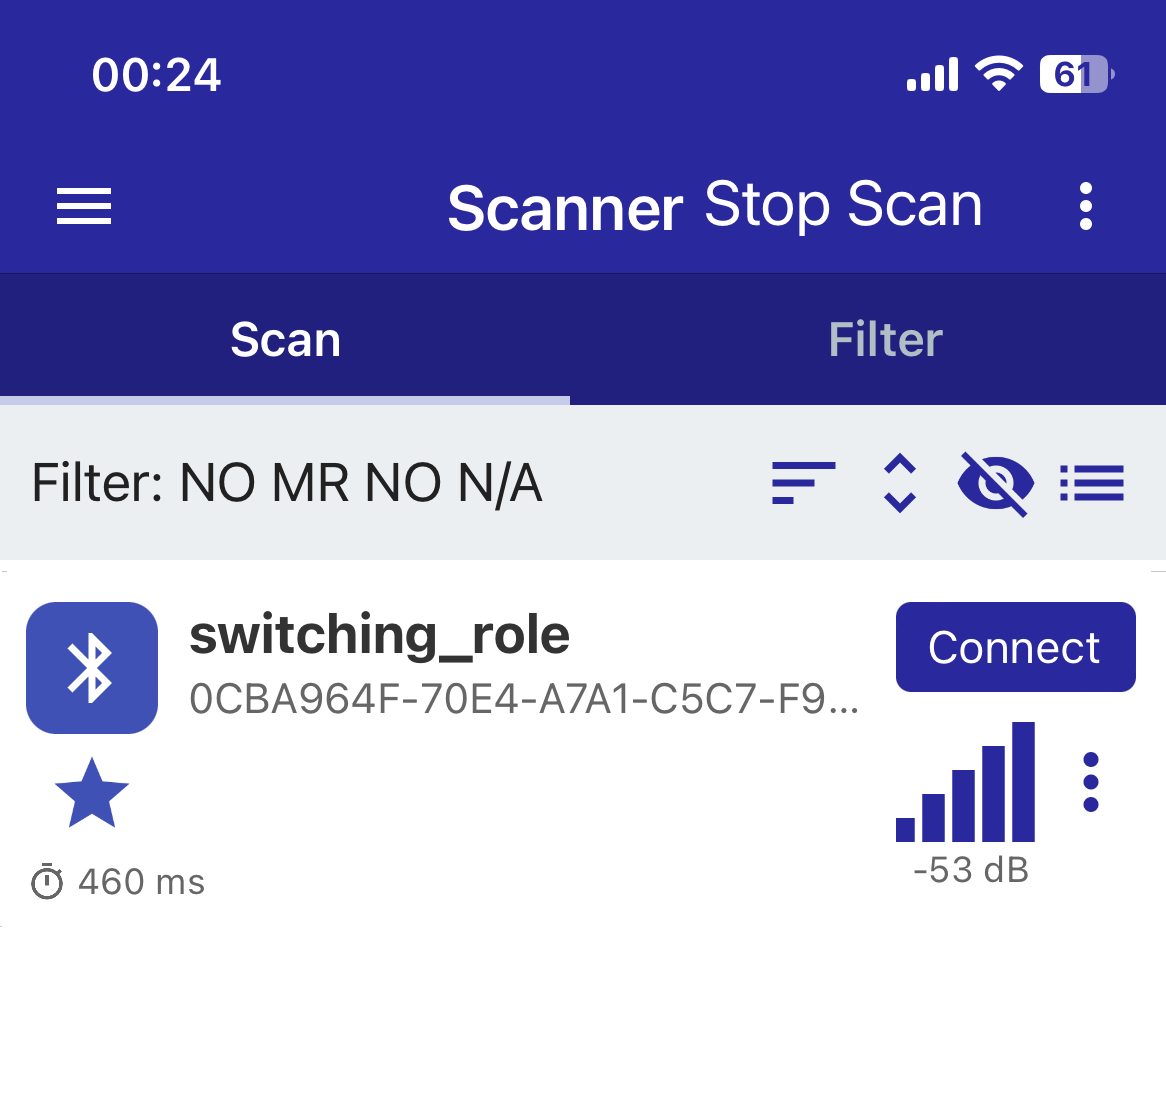 00:24 61
Scanner Stop Scan
Scan Filter
Filter: NO MR NO N/A
switching_role Connect
0CBA964F-70E4-A7A1-C5C7-F9...
-53 dB
460 ms